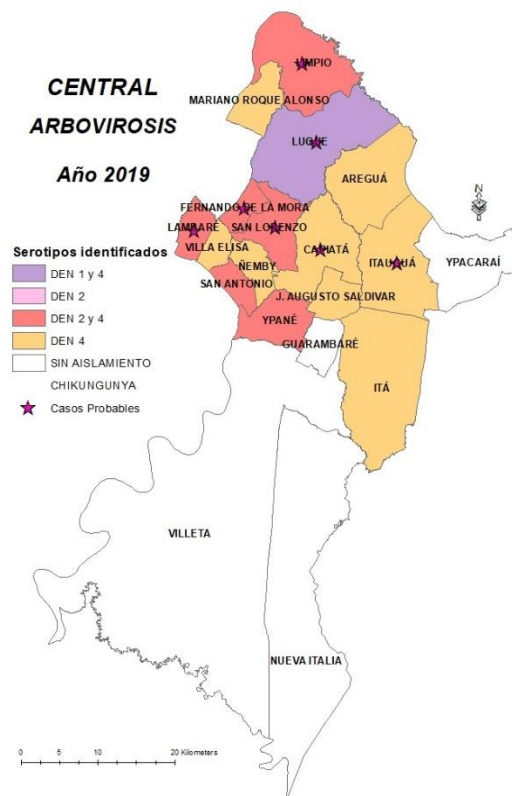 CENTRAL
ARBOVIROSIS
Año 2019
LIMPIO
MARIANO ROQUE ALONSO
LUQUE
AREGUÁ
N
FERNANDO DE LA MORA
LAMBARÉ
SAN LORENZO
VILLA ELISA
CAPIATÁ
ITAUGUÁ
YPACARAÍ
ÑEMBY
SAN ANTONIO
J. AUGUSTO SALDIVAR
YPANÉ
GUARAMBARÉ
ITÁ
VILLETA
NUEVA ITALIA
Serotipos identificados
DEN 1 y 4
DEN 2
DEN 2 y 4
DEN 4
SIN AISLAMIENTO
CHIKUNGUNYA
Casos Probables
0 5 10 20 Kilometers